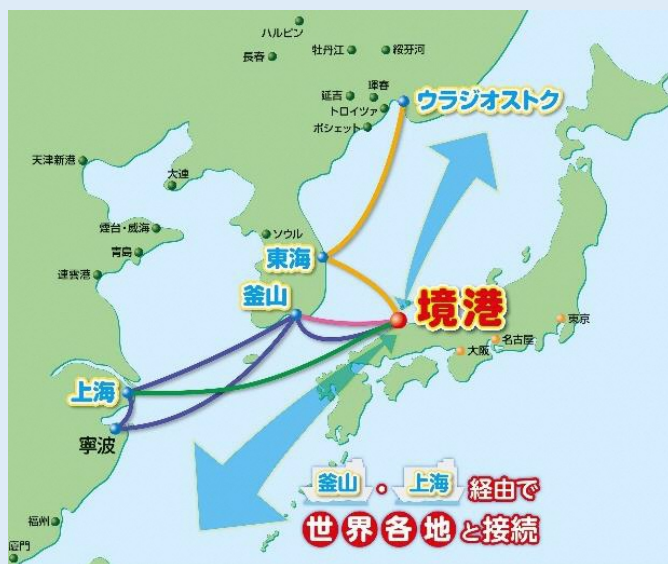 ハルビン
長春
牡丹江
綏芬河
延吉
琿春
トロイツァ
ポシェット
ウラジオストク
天津新港
大連
煙台・威海
青島
連雲港
ソウル
東海
釜山
境港
東京
名古屋
大阪
上海
寧波
福州
厦門
釜山・上海 経由で
世界各地と接続